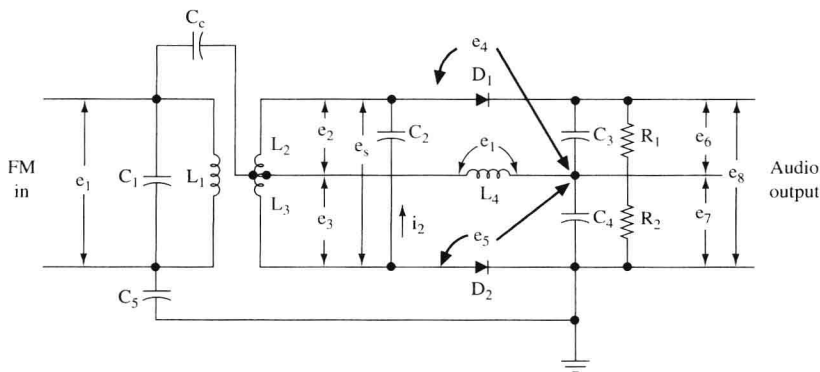 Cc
e4
D1
FM
in
e1
C1
L1
L2
L3
e2
e3
es
C2
i2
e1
L4
e5
D2
C3
C4
R1
R2
e6
e7
e8
Audio
output
C5